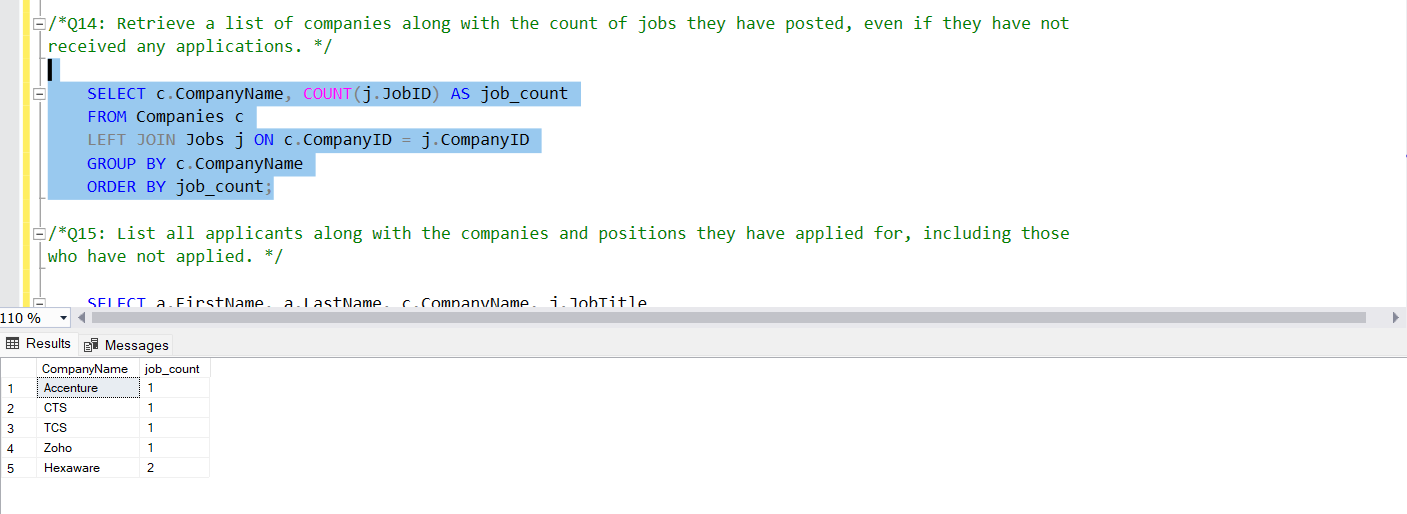 /*Q14: Retrieve a list of companies along with the count of jobs they have posted, even if they have not
received any applications. */
SELECT c.CompanyName, COUNT(j.JobID) AS job_count
FROM Companies c
LEFT JOIN Jobs j ON c.CompanyID = j.CompanyID
GROUP BY c.CompanyName
ORDER BY job_count;
/*Q15: List all applicants along with the companies and positions they have applied for, including those
who have not applied. */
SELECT a.FirstName, a.LastName, c.CompanyName, j.JobTitle
110 %
Results Messages
CompanyName job_count
1 Accenture 1
2 CTS 1
3 TCS 1
4 Zoho 1
5 Hexaware 2